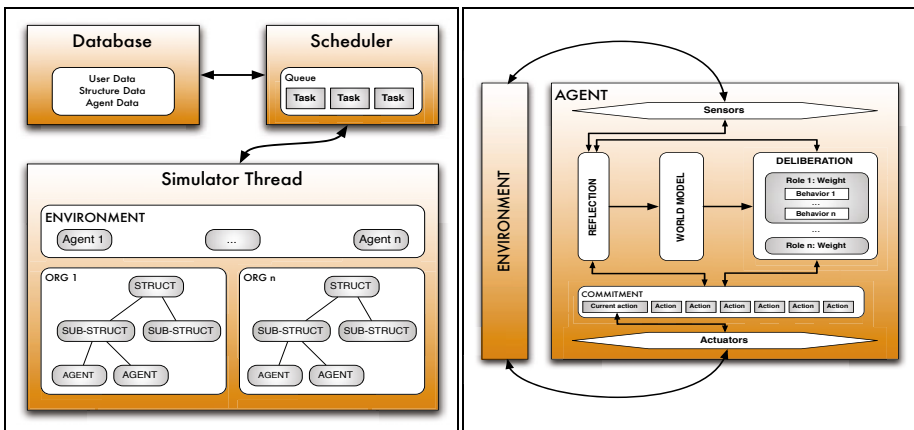 Database
User Data
Structure Data
Agent Data
Scheduler
Queue
Task Task Task
Simulator Thread
ENVIRONMENT
Agent 1 ... Agent n
ORG 1
STRUCT
SUB-STRUCT SUB-STRUCT
AGENT AGENT
ORG n
STRUCT
SUB-STRUCT SUB-STRUCT
AGENT AGENT
ENVIRONMENT
AGENT
Sensors
REFLECTION
WORLD MODEL
DELIBERATION
Role 1: Weight
Behavior 1
...
Behavior n
...
Role n: Weight
COMMITMENT
Current action Action Action Action Action Action Action
Actuators